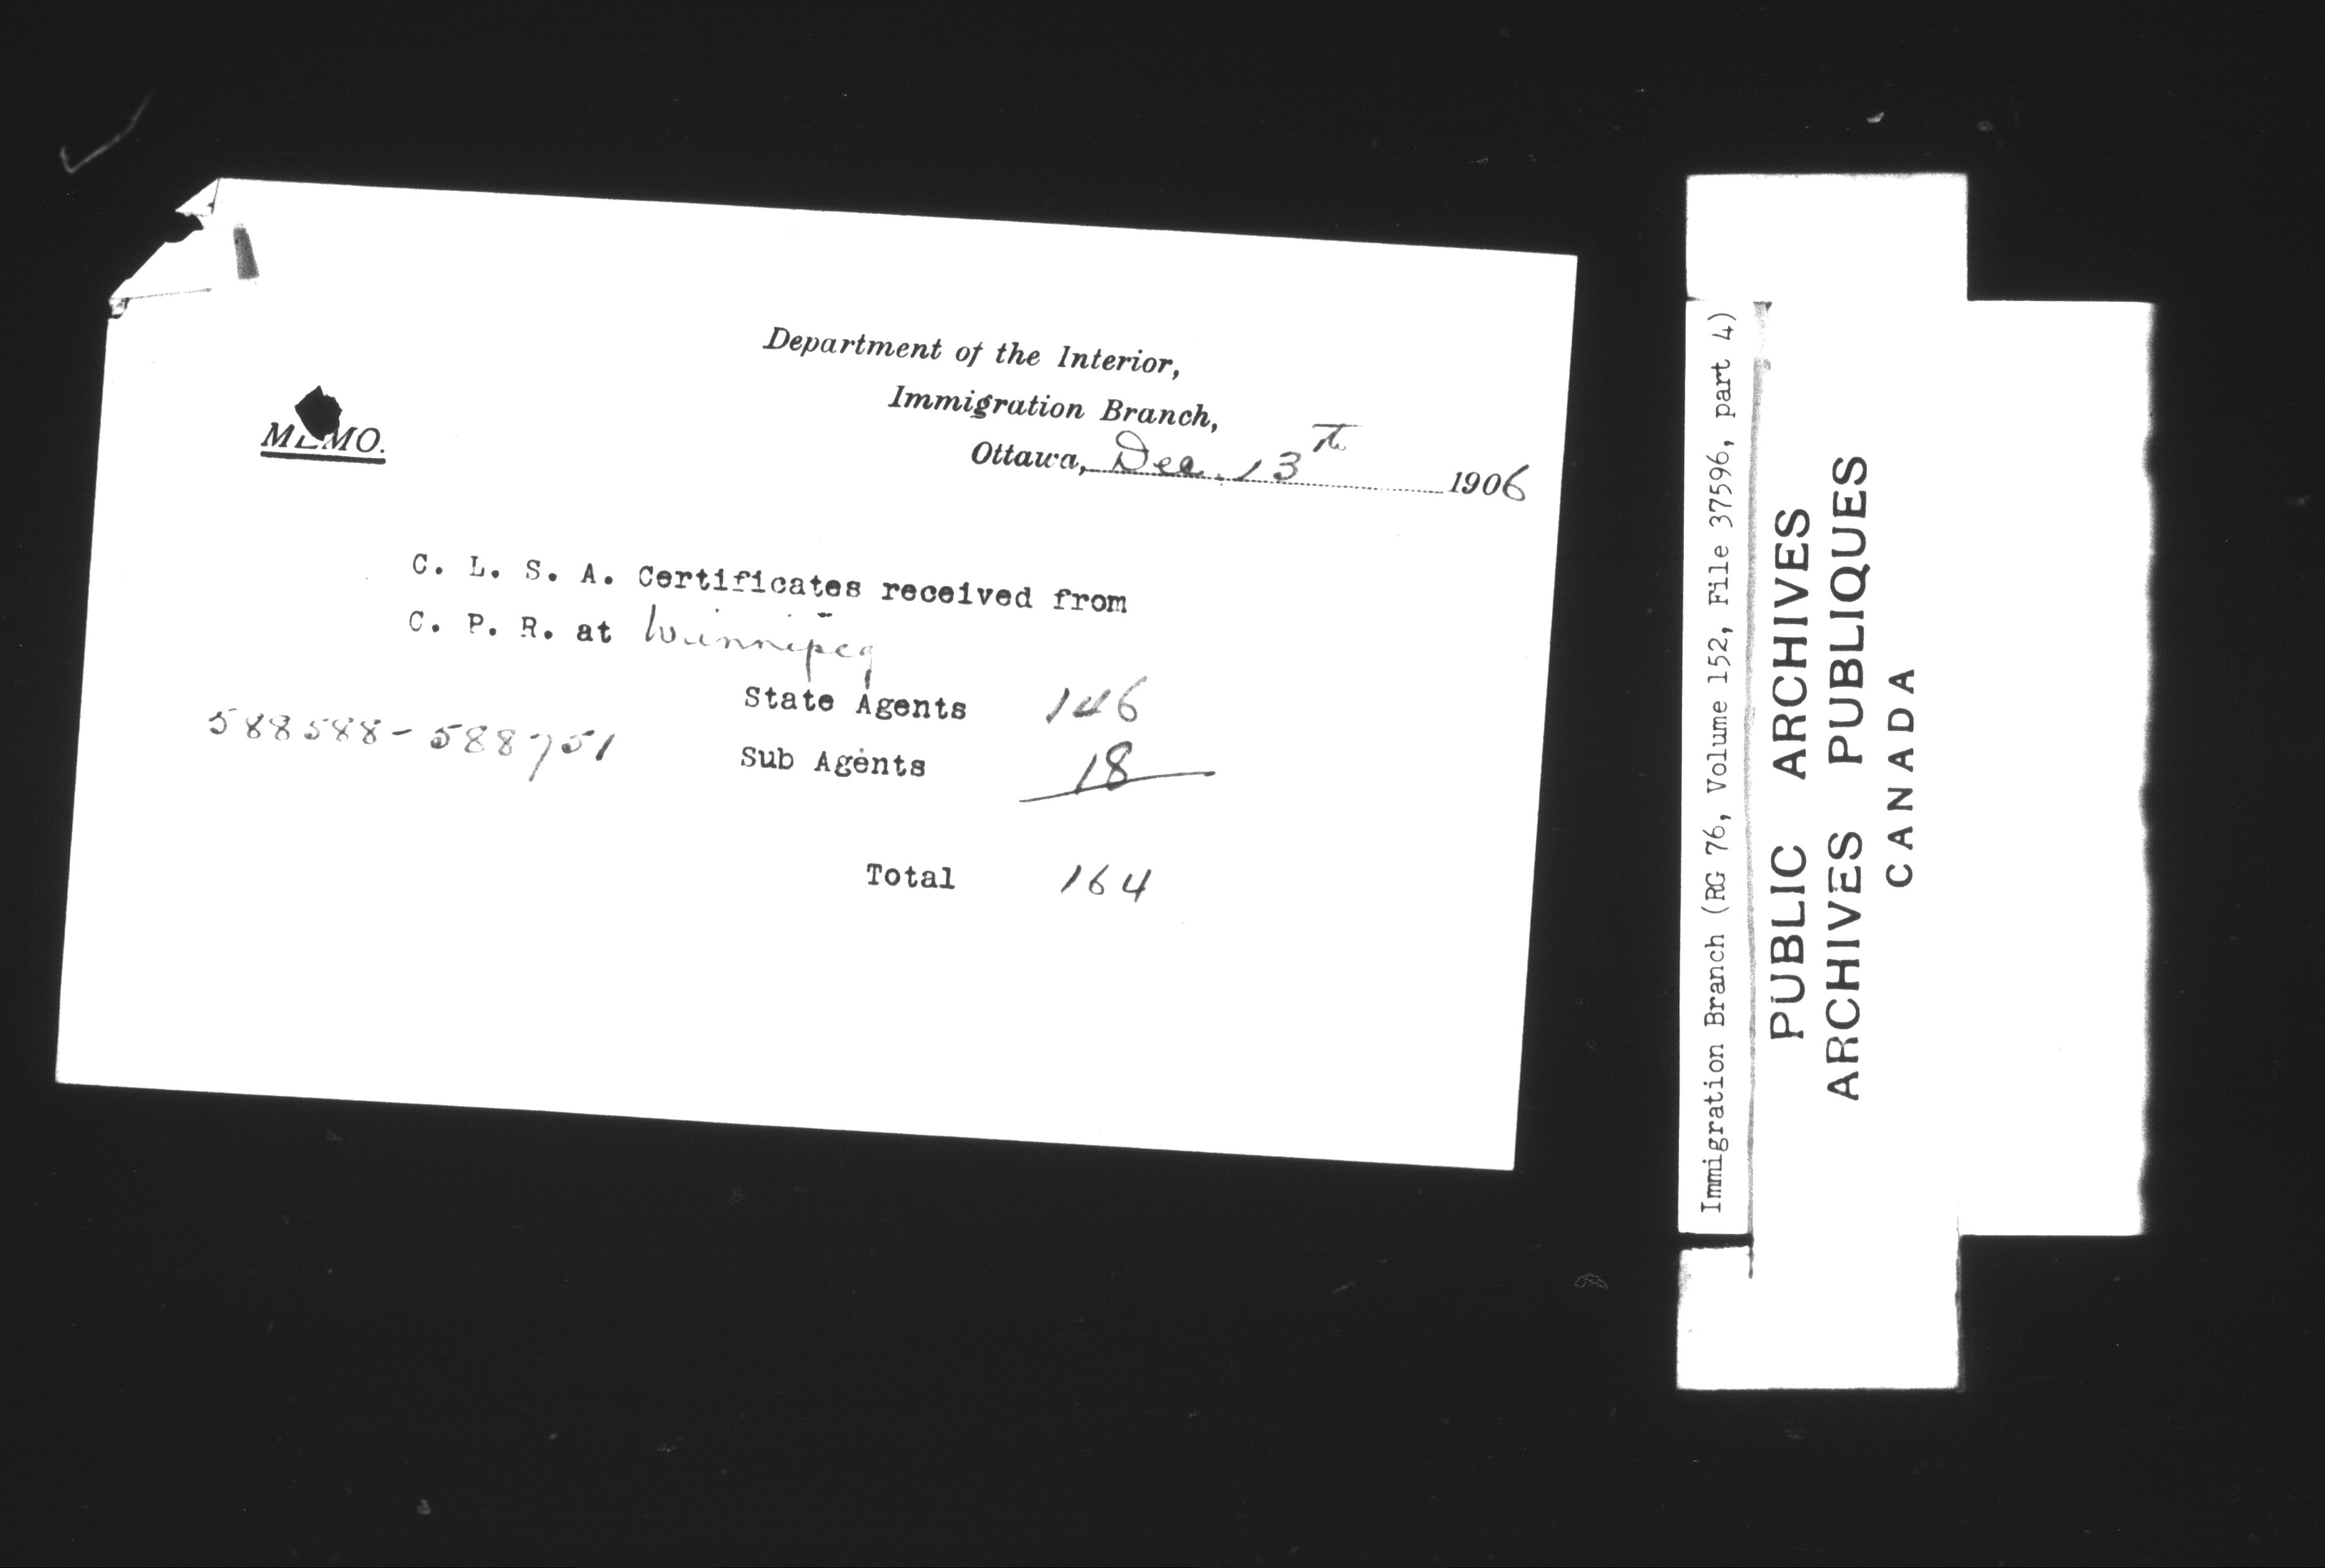 Department of the Interior,
Immigration Branch,
MEMO.
Ottawa, Dec. 13th 1906
C. L. S. A. Certificates received from
C. P. R. at Winnipeg
State Agents 146
588588-588751
Sub Agents 18
Total 164
Immigration Branch (RG 76, Volume 152, File 37596, part 4)
PUBLIC ARCHIVES
ARCHIVES PUBLIQUES
CANADA